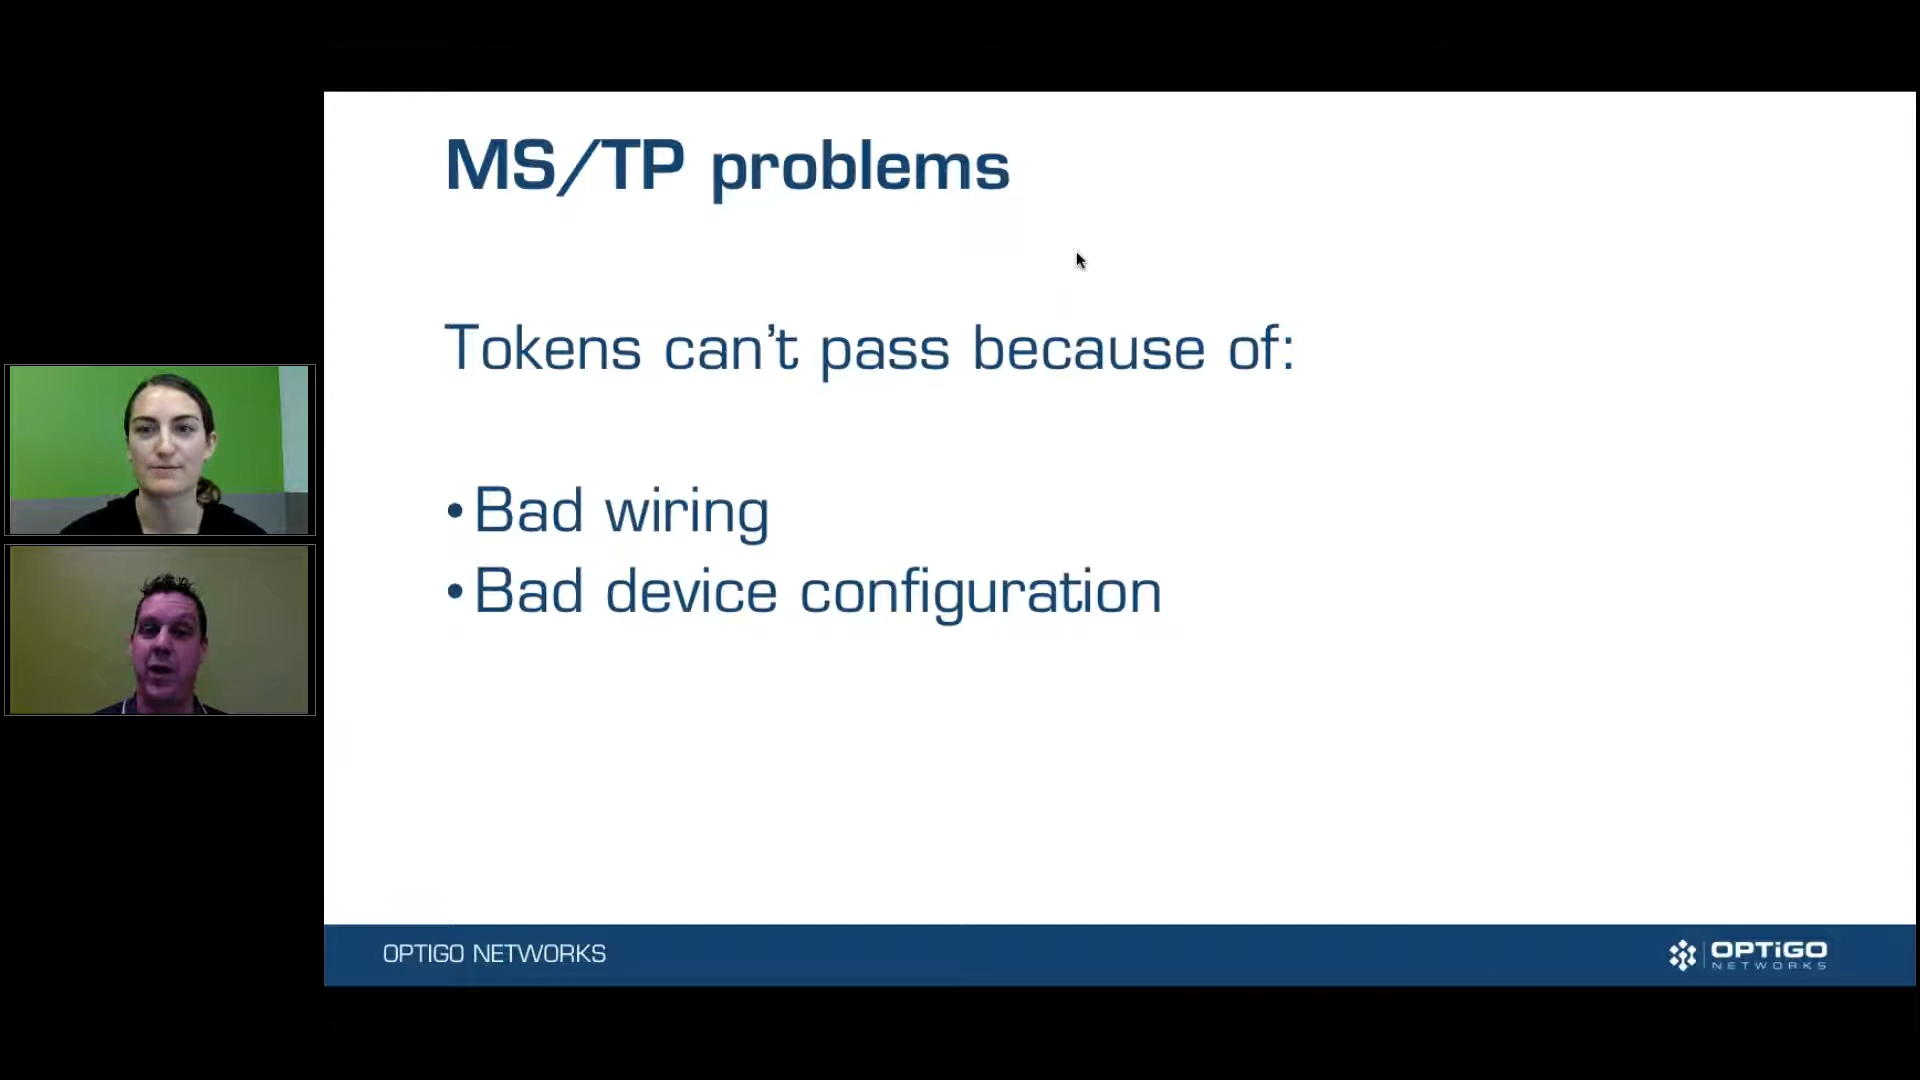 MS/TP problems
Tokens can't pass because of:
•Bad wiring
•Bad device configuration
OPTIGO NETWORKS
OPTiGO
NETWORKS